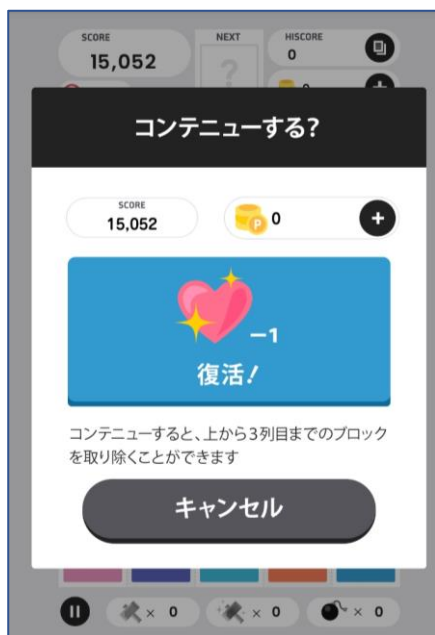 SCORE
15,052
NEXT
?
HISCORE
0
コンテニューする?
SCORE
15,052
P 0
+
-1
復活!
コンテニューすると、上から3列目までのブロック
を取り除くことができます
キャンセル
× 0
× 0
× 0